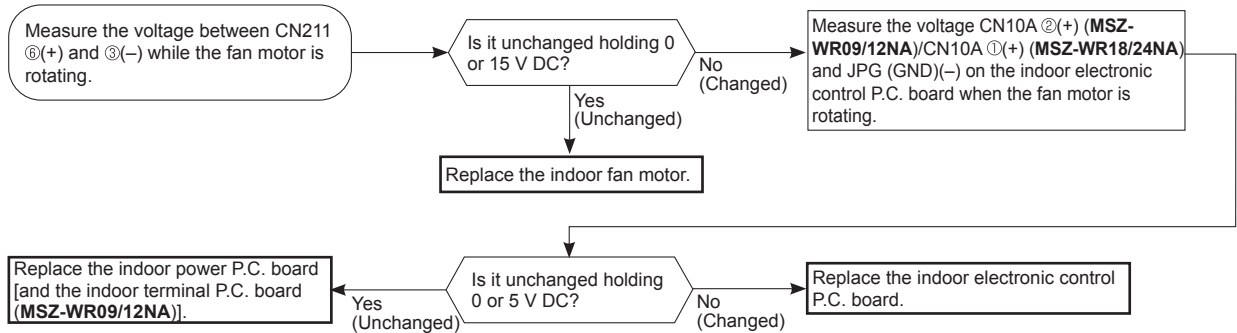 Measure the voltage between CN211
⑥(+) and ③(–) while the fan motor is
rotating.
Is it unchanged holding 0
or 15 V DC?
No
(Changed)
Yes
(Unchanged)
Measure the voltage CN10A ②(+) (MSZ-
WR09/12NA)/CN10A ①(+) (MSZ-WR18/24NA)
and JPG (GND)(–) on the indoor electronic
control P.C. board when the fan motor is
rotating.
Replace the indoor fan motor.
Is it unchanged holding
0 or 5 V DC?
Yes
(Unchanged)
No
(Changed)
Replace the indoor power P.C. board
[and the indoor terminal P.C. board
(MSZ-WR09/12NA)].
Replace the indoor electronic control
P.C. board.